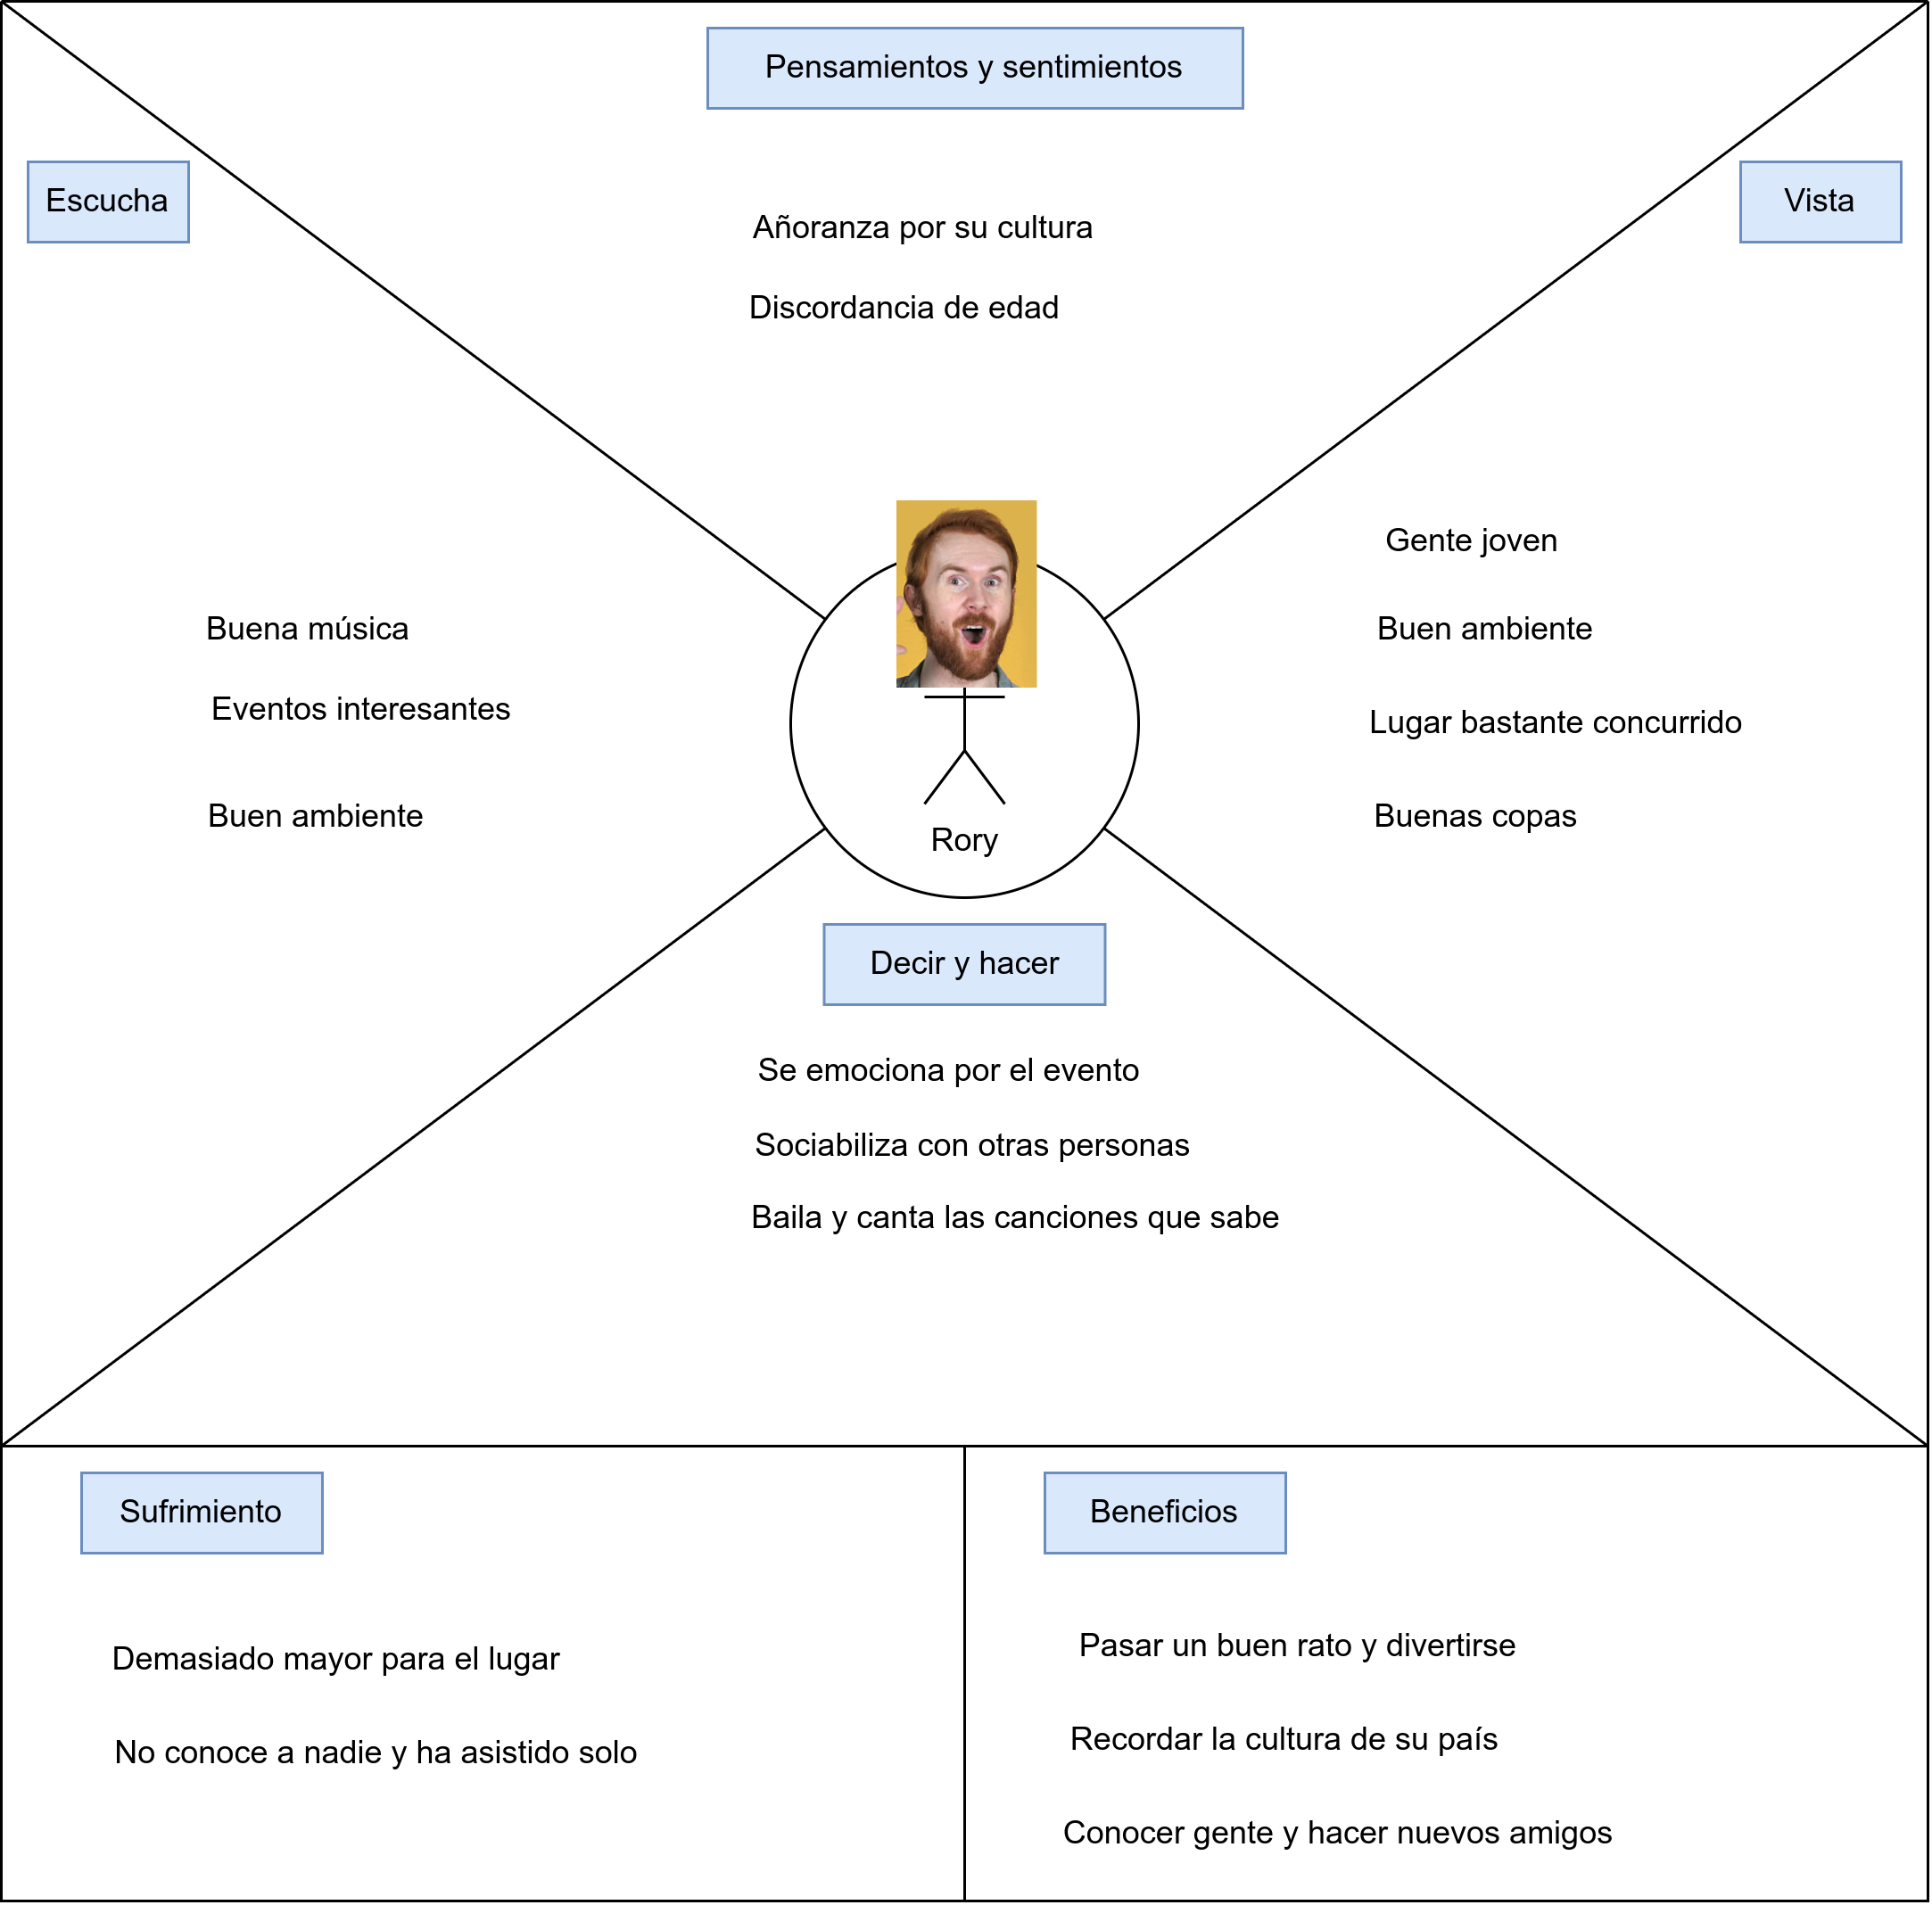 Pensamientos y sentimientos
Añoranza por su cultura
Discordancia de edad
Escucha
Buena música
Eventos interesantes
Buen ambiente
Vista
Gente joven
Buen ambiente
Lugar bastante concurrido
Buenas copas
Rory
Decir y hacer
Se emociona por el evento
Sociabiliza con otras personas
Baila y canta las canciones que sabe
Sufrimiento
Demasiado mayor para el lugar
No conoce a nadie y ha asistido solo
Beneficios
Pasar un buen rato y divertirse
Recordar la cultura de su país
Conocer gente y hacer nuevos amigos